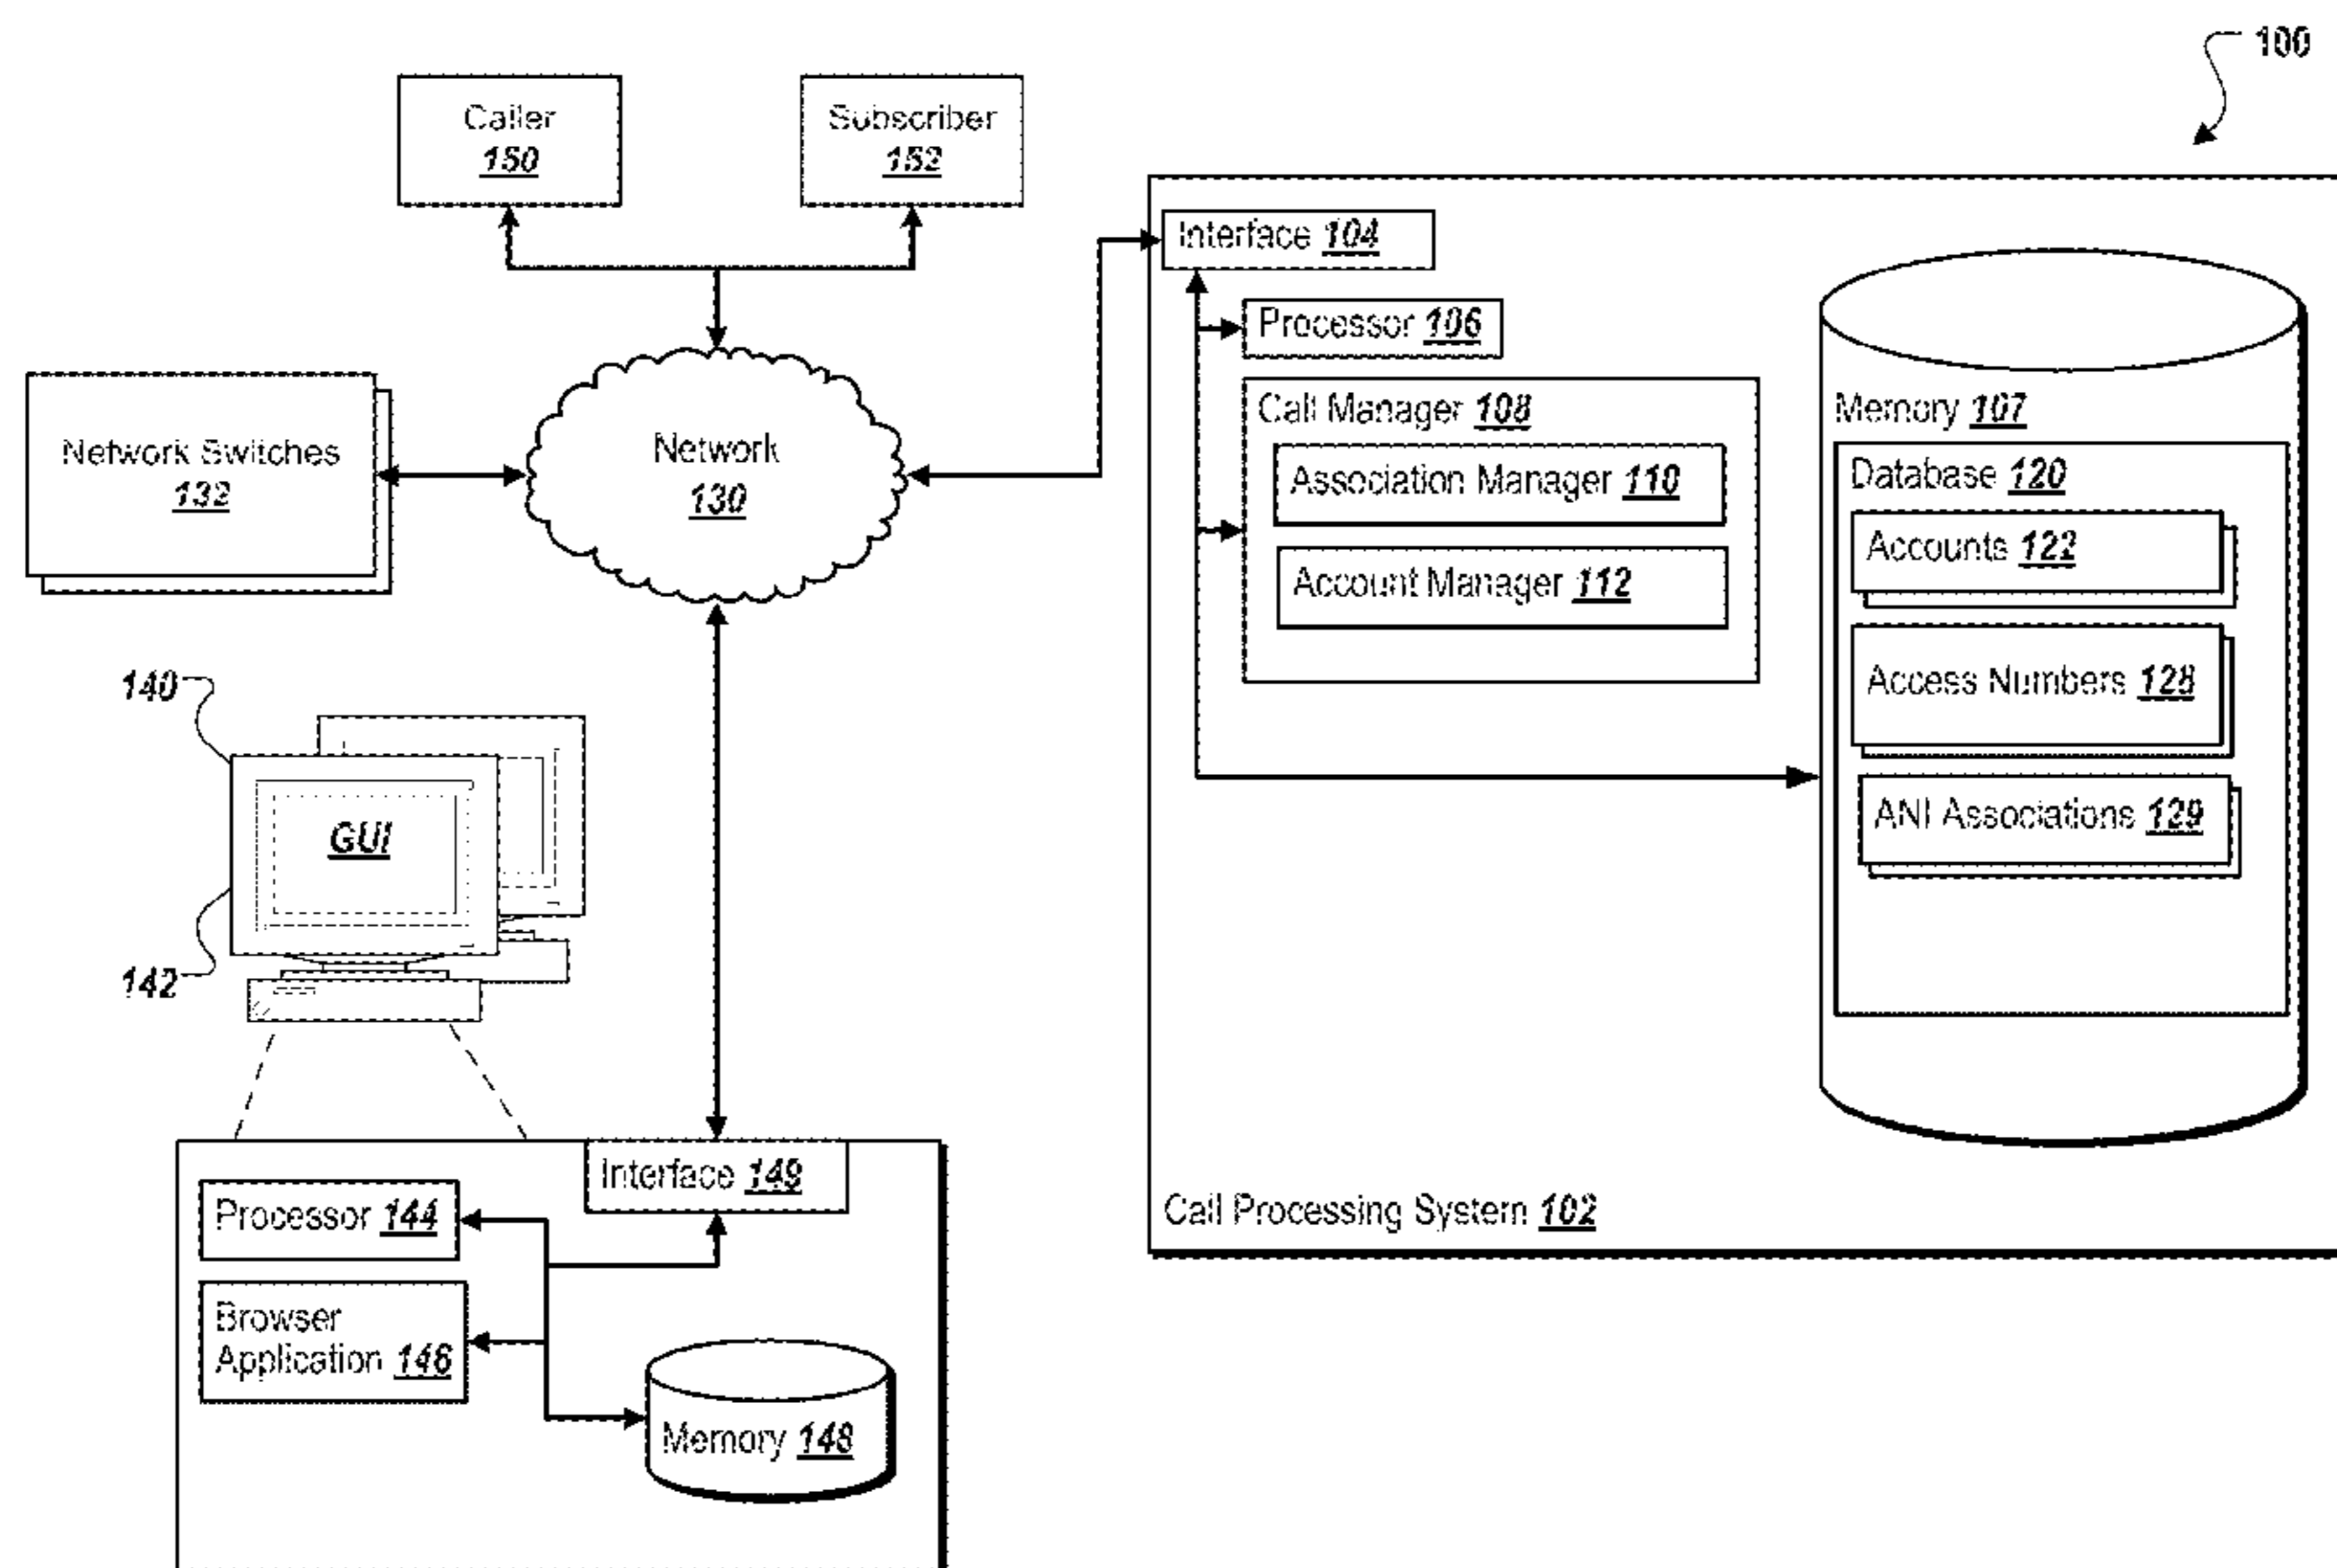 100
Caller
150
Subscriber
152
Interface 104
Processor 106
Call Manager 108
Association Manager 110
Account Manager 112
Memory 107
Database 120
Accounts 122
Access Numbers 128
ANI Associations 129
Call Processing System 102
Network Switches
132
Network
130
140
GUI
142
Interface 149
Processor 144
Browser
Application 146
Memory 148